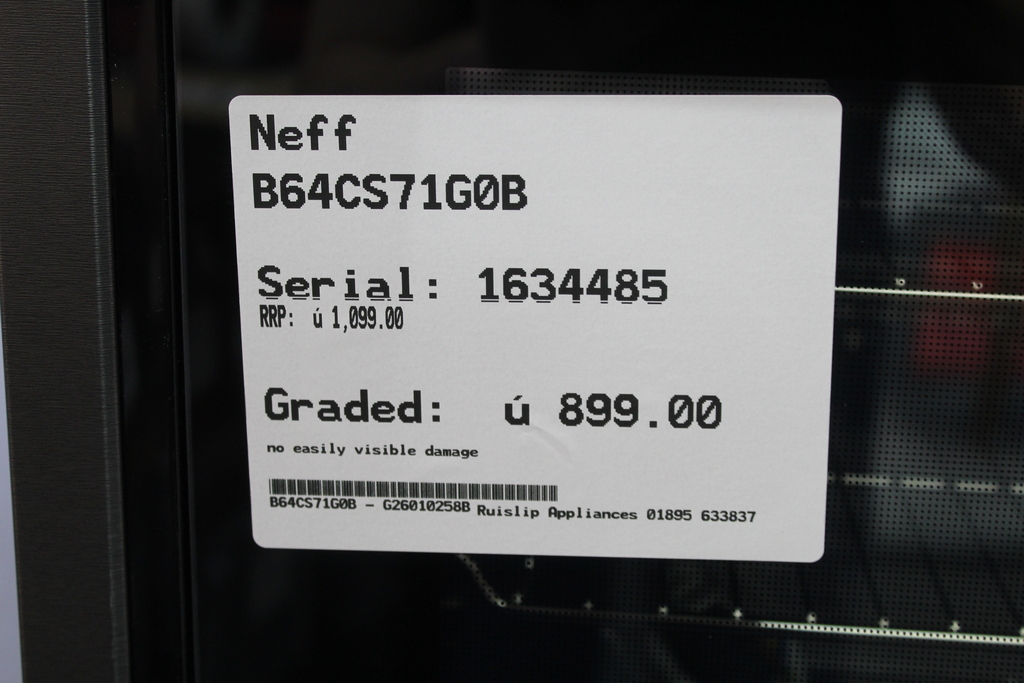 Neff
B64CS71G0B
Serial: 1634485
RRP: ú 1,099.00
Graded: ú 899.00
no easily visible damage
B64CS71G0B - G26010258B Ruislip Appliances 01895 633837